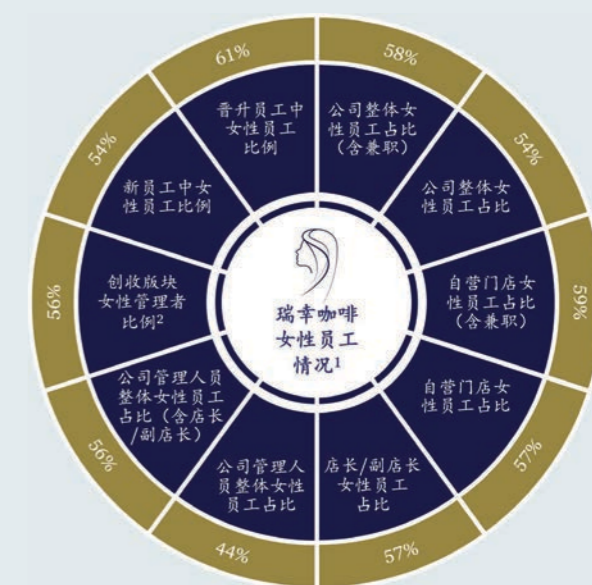 瑞幸咖啡
女性员工
情况1
58%
公司整体女
性员工占比
（含兼职）
54%
公司整体女
性员工占比
59%
自营门店女
性员工占比
（含兼职）
57%
自营门店女
性员工占比
57%
店长/副店长
女性员工
占比
44%
公司管理人
员整体女性
员工占比
56%
公司管理人员
整体女性员工
占比（含店长
/副店长）
56%
创收版块
女性管理者
比例2
54%
新员工中女
性员工比例
61%
晋升员工中
女性员工
比例